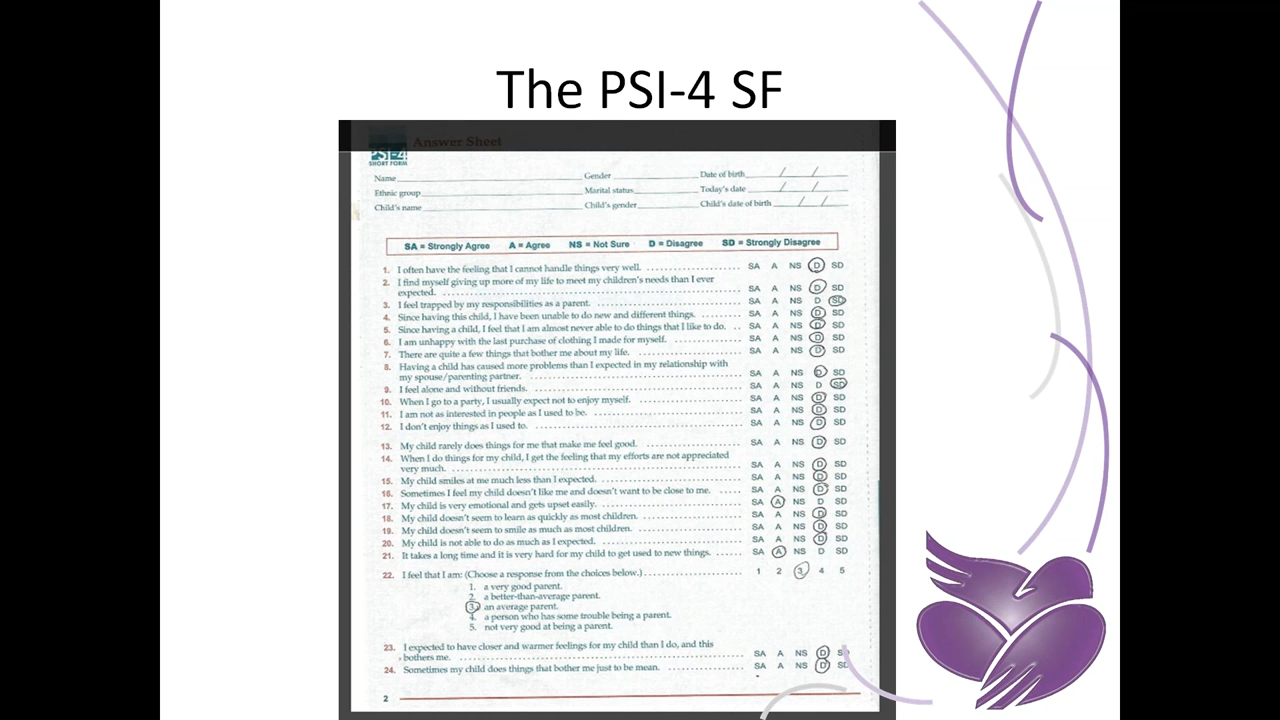 The PSI-4 SF
Answer Sheet
PSI-4
SHORT FORM
Name Gender Date of birth / /
Ethnic group Marital status Today's date / /
Child's name Child's gender Child's date of birth / /
SA = Strongly Agree A = Agree NS = Not Sure D = Disagree SD = Strongly Disagree
1. I often have the feeling that I cannot handle things very well. SA A NS D SD
2. I find myself giving up more of my life to meet my children's needs than I ever
expected. SA A NS D SD
3. I feel trapped by my responsibilities as a parent. SA A NS D SD
4. Since having this child, I have been unable to do new and different things. SA A NS D SD
5. Since having a child, I feel that I am almost never able to do things that I like to do. SA A NS D SD
6. I am unhappy with the last purchase of clothing I made for myself. SA A NS D SD
7. There are quite a few things that bother me about my life. SA A NS D SD
8. Having a child has caused more problems than I expected in my relationship with
my spouse/parenting partner. SA A NS D SD
9. I feel alone and without friends. SA A NS D SD
10. When I go to a party, I usually expect not to enjoy myself. SA A NS D SD
11. I am not as interested in people as I used to be. SA A NS D SD
12. I don't enjoy things as I used to. SA A NS D SD
13. My child rarely does things for me that make me feel good. SA A NS D SD
14. When I do things for my child, I get the feeling that my efforts are not appreciated
very much. SA A NS D SD
15. My child smiles at me much less than I expected. SA A NS D SD
16. Sometimes I feel my child doesn't like me and doesn't want to be close to me. SA A NS D SD
17. My child is very emotional and gets upset easily. SA A NS D SD
18. My child doesn't seem to learn as quickly as most children. SA A NS D SD
19. My child doesn't seem to smile as much as most children. SA A NS D SD
20. My child is not able to do as much as I expected. SA A NS D SD
21. It takes a long time and it is very hard for my child to get used to new things. SA A NS D SD
22. I feel that I am: (Choose a response from the choices below.) 1 2 3 4 5
1. a very good parent.
2. a better-than-average parent.
3. an average parent.
4. a person who has some trouble being a parent.
5. not very good at being a parent.
23. I expected to have closer and warmer feelings for my child than I do, and this
bothers me. SA A NS D SD
24. Sometimes my child does things that bother me just to be mean. SA A NS D SD
2